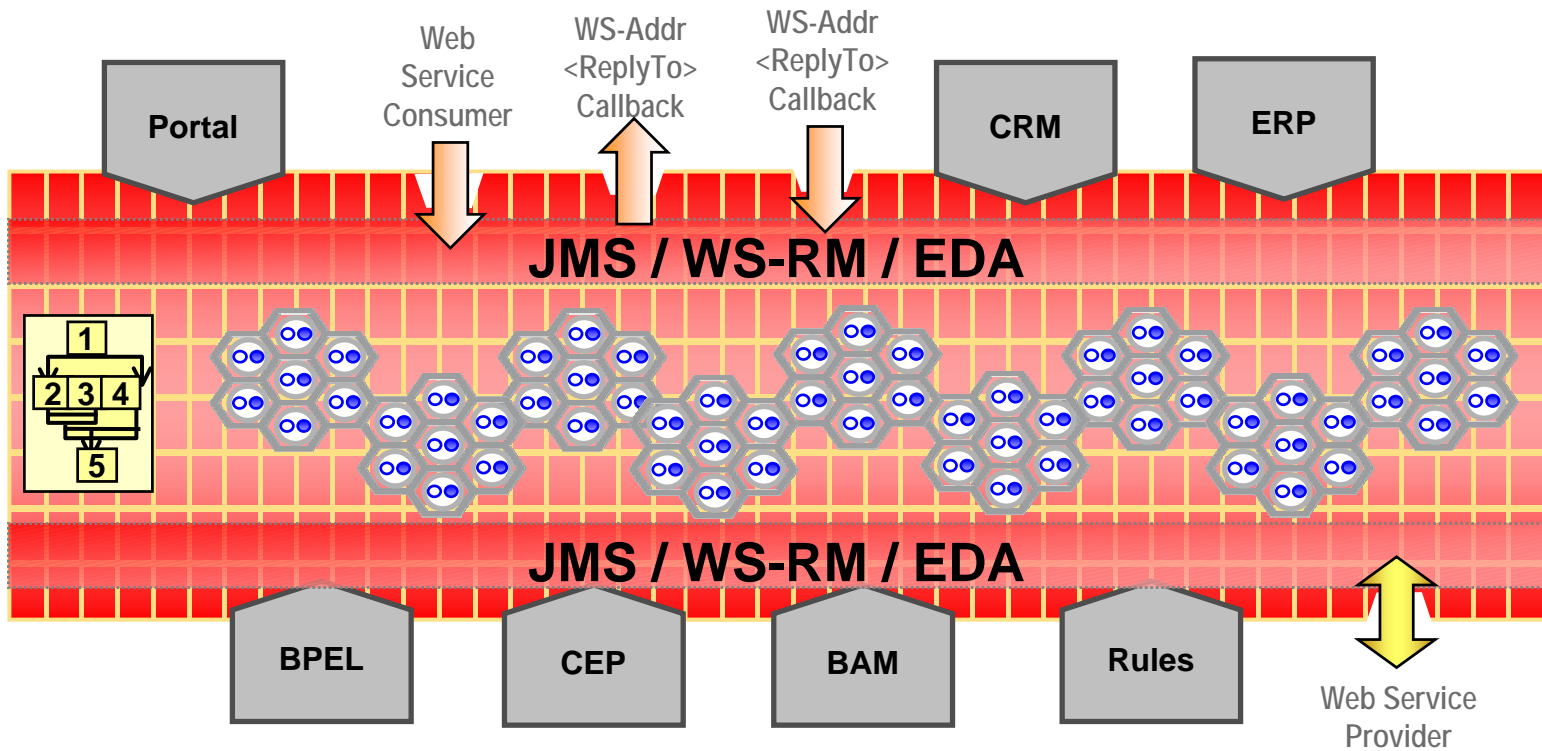 Web
Service
Consumer
WS-Addr
<ReplyTo>
Callback
WS-Addr
<ReplyTo>
Callback
Portal
CRM
ERP
JMS / WS-RM / EDA
1
2 3 4
5
JMS / WS-RM / EDA
BPEL
CEP
BAM
Rules
Web Service
Provider